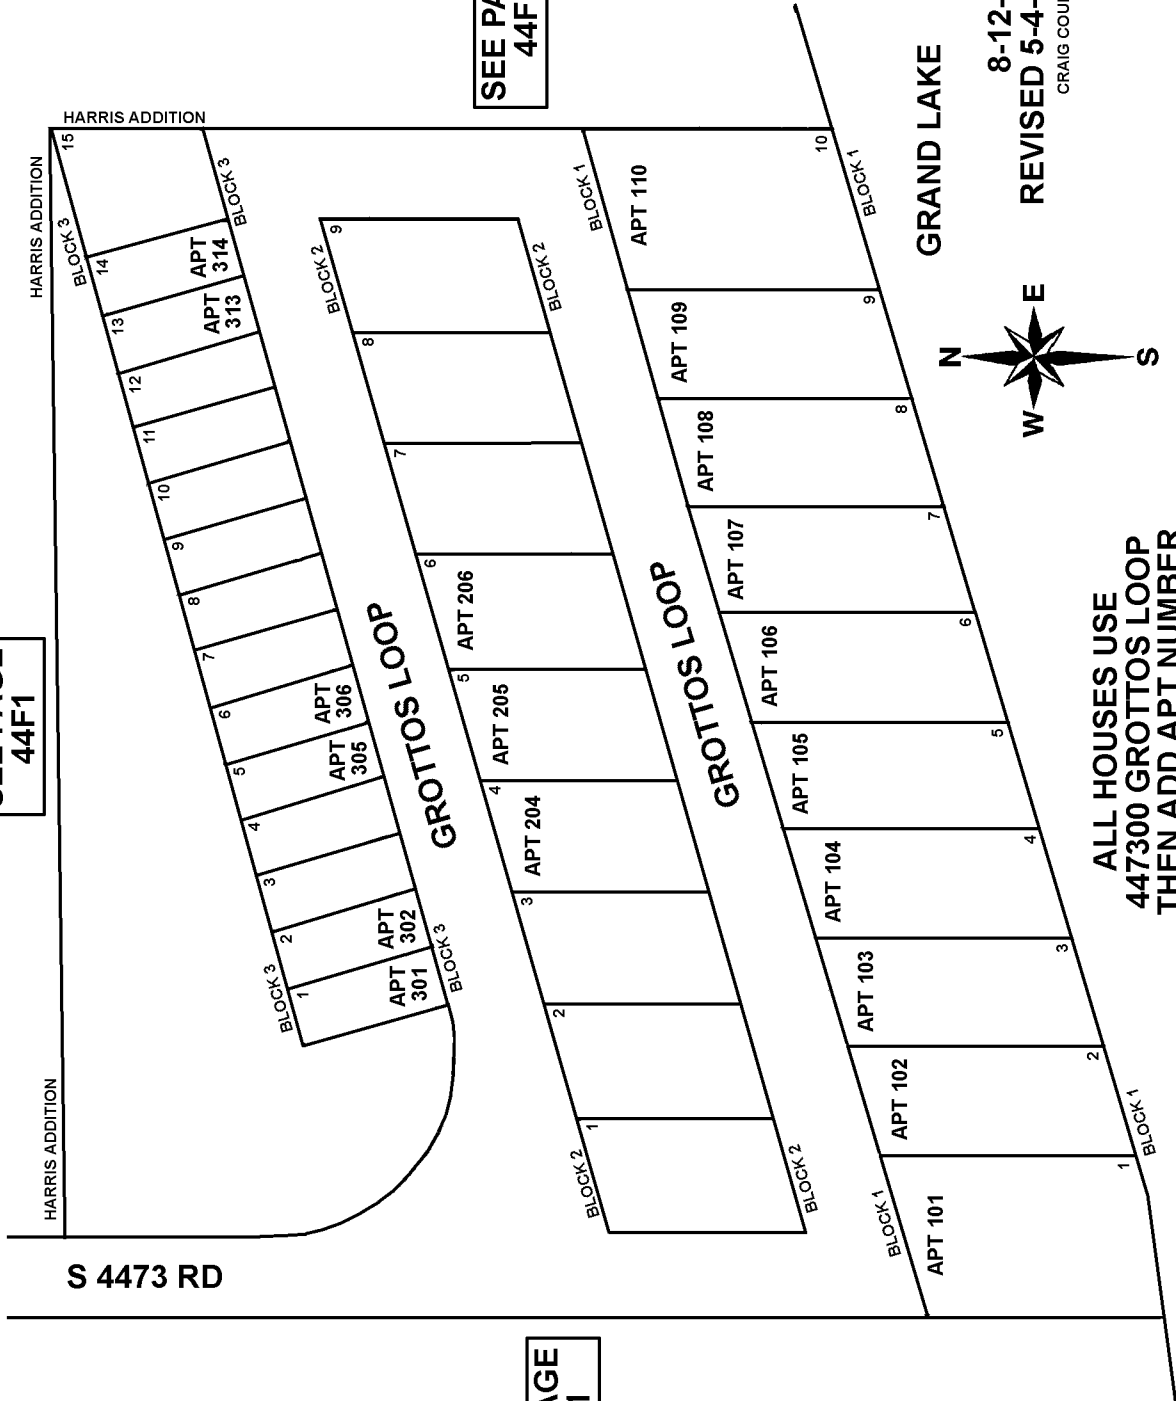 SEE PA
44F
8-12-
REVISED 5-4-
CRAIG COU
GRAND LAKE
HARRIS ADDITION
HARRIS ADDITION
HARRIS ADDITION
44F1
BLOCK 3
15
14
13
12
11
10
9
8
7
6
5
4
3
2
1
BLOCK 3
BLOCK 3
APT
314
APT
313
APT
306
APT
305
APT
302
APT
301
BLOCK 3
GROTTOS LOOP
BLOCK 2
9
8
7
6
5
4
3
2
1
BLOCK 2
BLOCK 2
APT 206
APT 205
APT 204
BLOCK 2
GROTTOS LOOP
BLOCK 1
APT 110
APT 109
APT 108
APT 107
APT 106
APT 105
APT 104
APT 103
APT 102
APT 101
BLOCK 1
10
9
8
7
6
5
4
3
2
1
BLOCK 1
BLOCK 1
N
E
S
W
S 4473 RD
AGE
ALL HOUSES USE
447300 GROTTOS LOOP
THEN ADD APT NUMBER